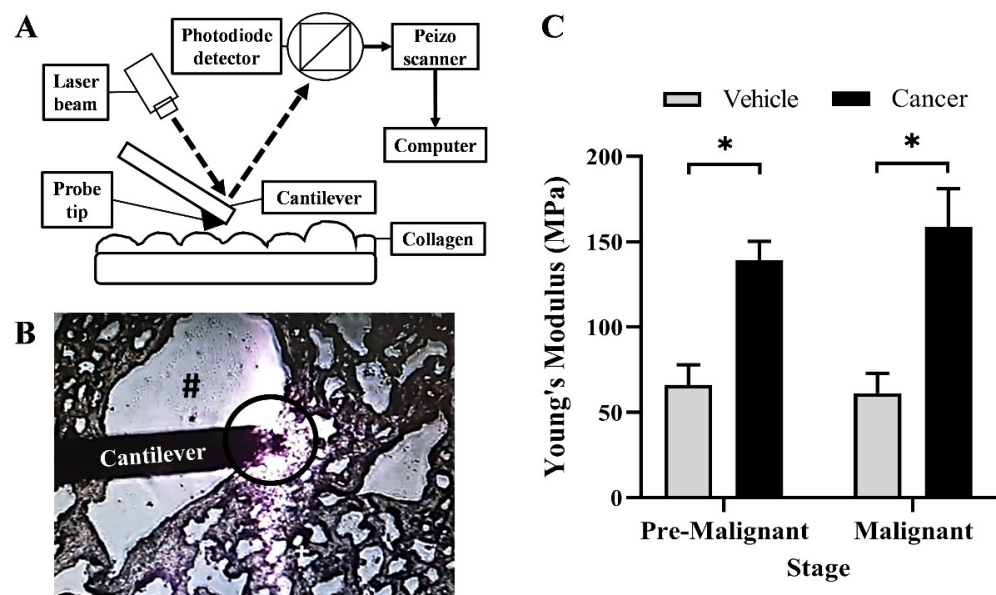 A
Photodiode
detector
Peizo
scanner
Laser
beam
Computer
Probe
tip
Cantilever
Collagen
B
#
Cantilever
+
C
Vehicle
Cancer
*
*
Young's Modulus (MPa)
200
150
100
50
0
Pre-Malignant
Malignant
Stage